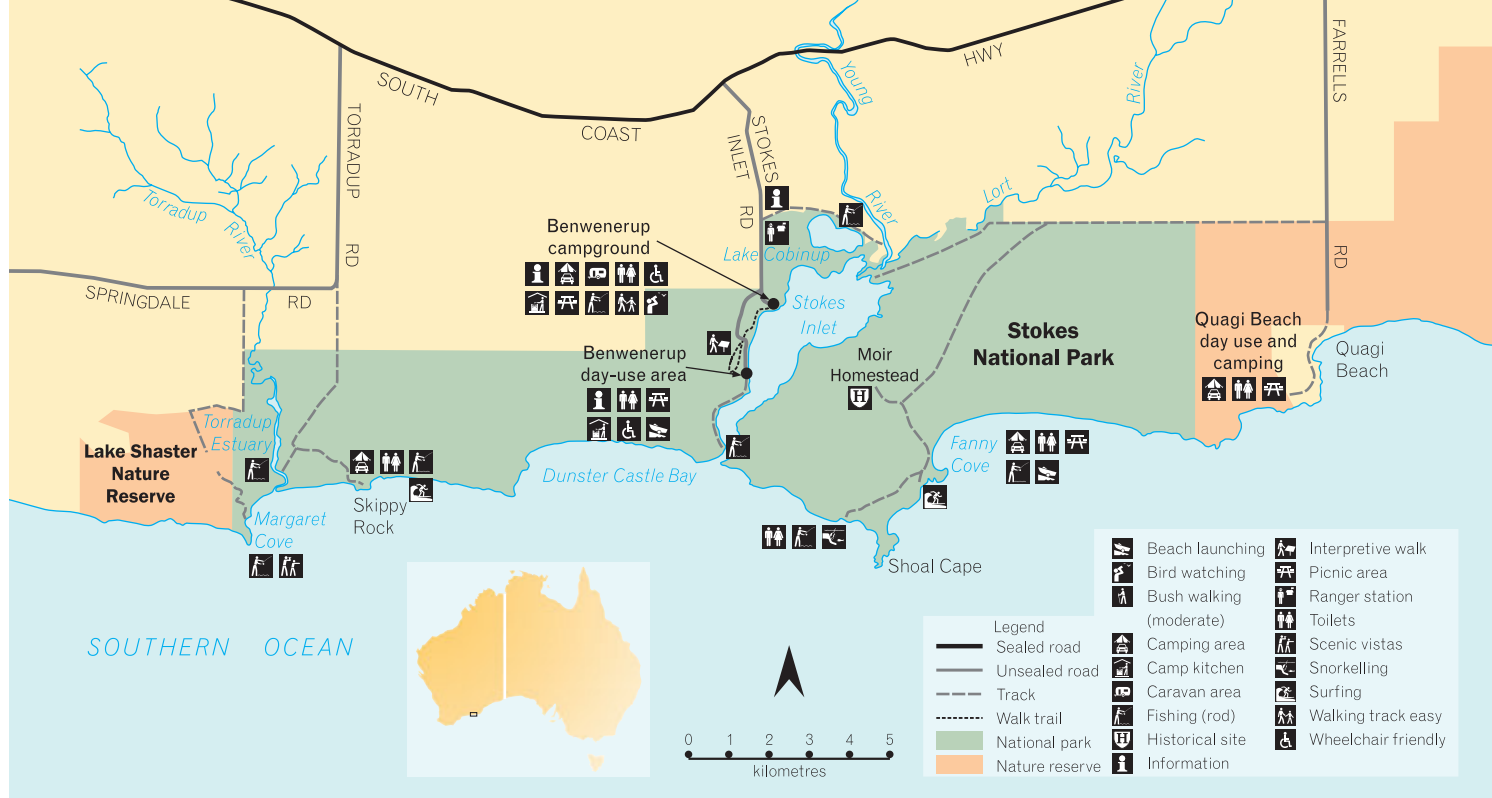 SOUTH
COAST
HWY
TORRADUP
RD
STOKES
INLET
RD
FARRELLS
RD
SPRINGDALE
RD
Young
River
Lort
River
Torradup
River
Benwenerup
campground
Lake Cobinup
Stokes
Inlet
Benwenerup
day-use area
Moir
Homestead
H
Stokes
National Park
Quagi Beach
day use and
camping
Quagi
Beach
Torradup
Estuary
Lake Shaster
Nature
Reserve
Margaret
Cove
Skippy
Rock
Dunster Castle Bay
Fanny
Cove
Shoal Cape
SOUTHERN OCEAN
0 1 2 3 4 5
kilometres
Legend
Sealed road
Unsealed road
Track
Walk trail
National park
Nature reserve
Beach launching
Bird watching
Bush walking
(moderate)
Camping area
Camp kitchen
Caravan area
Fishing (rod)
H Historical site
Information
Interpretive walk
Picnic area
Ranger station
Toilets
Scenic vistas
Snorkelling
Surfing
Walking track easy
Wheelchair friendly